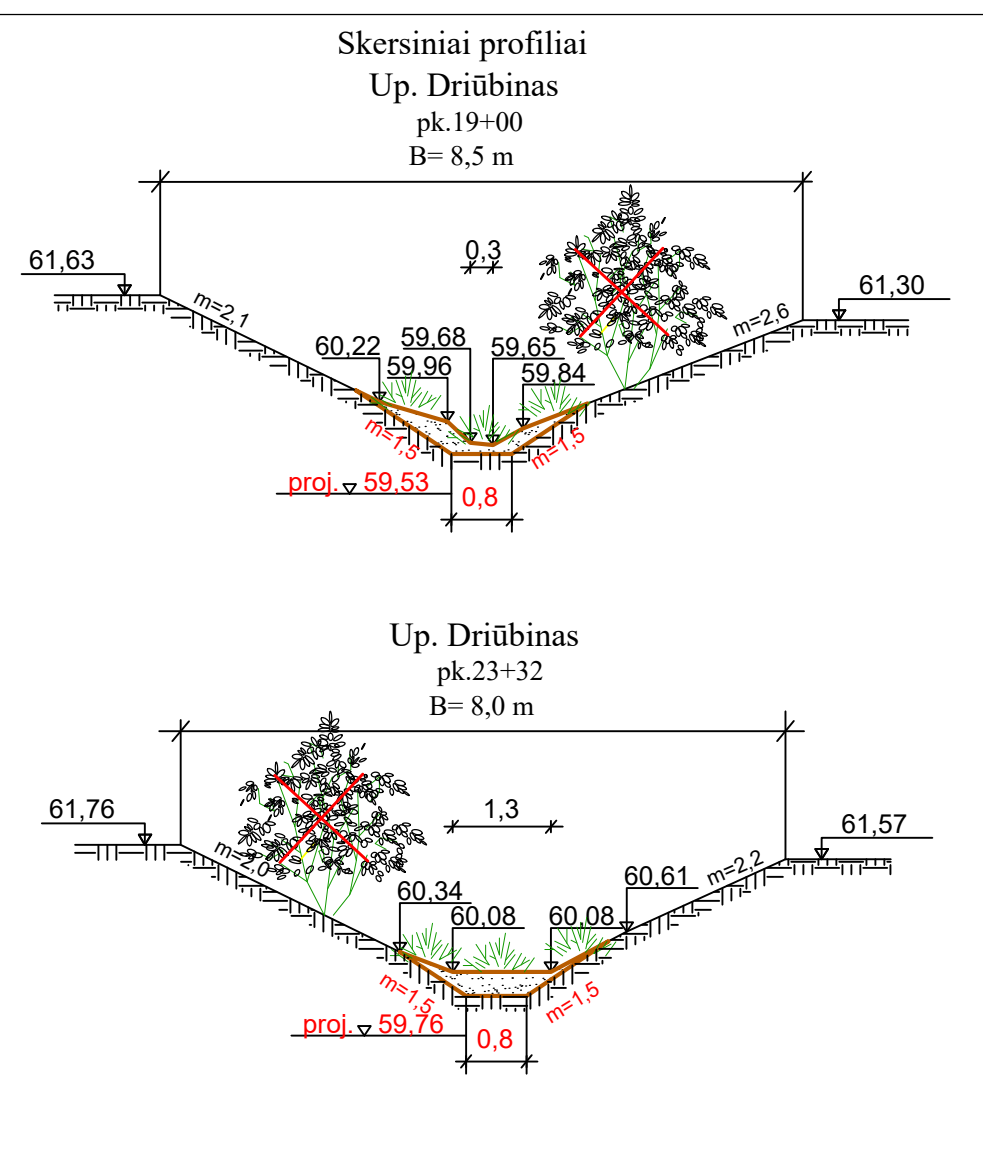 Skersiniai profiliai
Up. Driūbinas
pk.19+00
B= 8,5 m
0,3
61,63
61,30
m=2,1
m=2,6
60,22
59,68
59,65
59,96
59,84
m=1,5
m=1,5
proj. 59,53
0,8
Up. Driūbinas
pk.23+32
B= 8,0 m
61,76
1,3
61,57
m=2,0
m=2,2
60,34
60,61
60,08
60,08
m=1,5
m=1,5
proj. 59,76
0,8